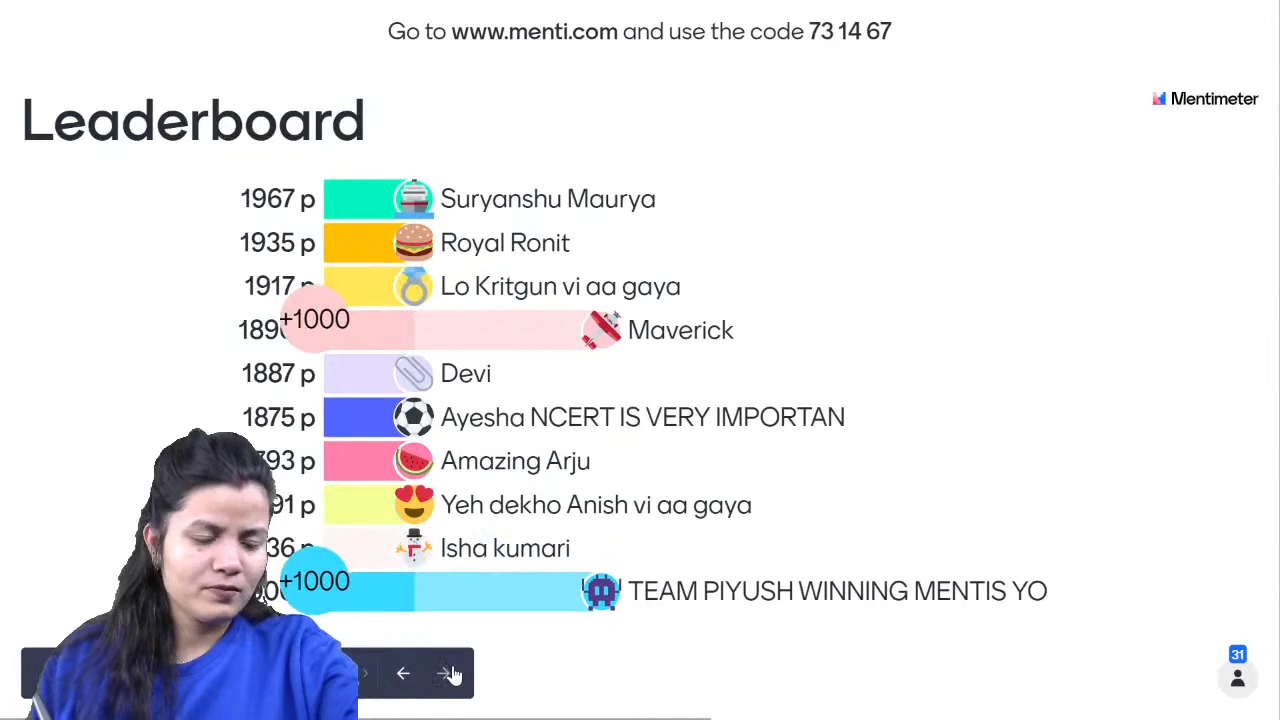 Go to www.menti.com and use the code 73 14 67
Mentimeter
Leaderboard
1967 p Suryanshu Maurya
1935 p Royal Ronit
1917 p Lo Kritgun vi aa gaya
+1000 Maverick
1887 p Devi
1875 p Ayesha NCERT IS VERY IMPORTAN
p Amazing Arju
p Yeh dekho Anish vi aa gaya
p Isha kumari
+1000 TEAM PIYUSH WINNING MENTIS YO
31